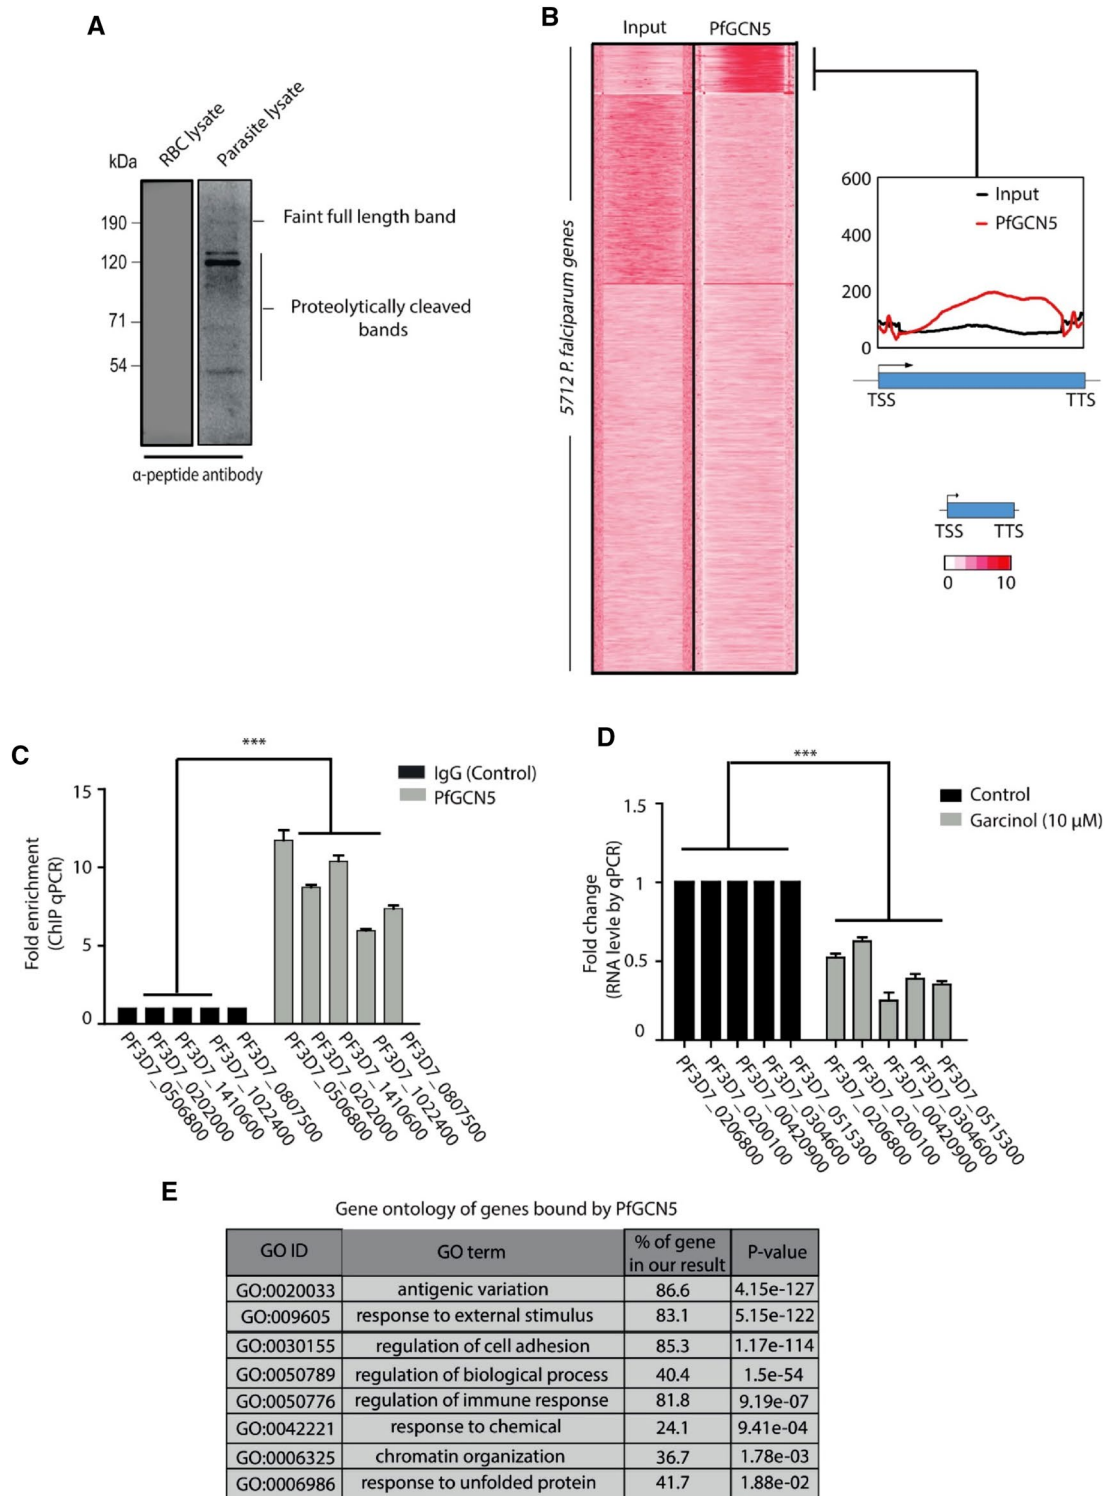 A
RBC lysate
Parasite lysate
kDa
190
120
71
54
Faint full length band
Proteolytically cleaved
bands
α-peptide antibody
B
Input
PfGCN5
5712 P. falciparum genes
600
400
200
0
Input
PfGCN5
TSS
TTS
TSS
TTS
0
10
C
***
IgG (Control)
PfGCN5
Fold enrichment
(ChIP qPCR)
15
10
5
0
PF3D7_0506800
PF3D7_0202000
PF3D7_1410600
PF3D7_1022400
PF3D7_0807500
PF3D7_0506800
PF3D7_0202000
PF3D7_1410600
PF3D7_1022400
PF3D7_0807500
D
***
Control
Garcinol (10 μM)
Fold change
(RNA levle by qPCR)
1.5
1
0.5
0
PF3D7_0206800
PF3D7_0200100
PF3D7_00420900
PF3D7_0304600
PF3D7_0515300
PF3D7_0206800
PF3D7_0200100
PF3D7_00420900
PF3D7_0304600
PF3D7_0515300
E
Gene ontology of genes bound by PfGCN5
GO ID GO term % of gene in our result P-value
GO:0020033 antigenic variation 86.6 4.15e-127
GO:009605 response to external stimulus 83.1 5.15e-122
GO:0030155 regulation of cell adhesion 85.3 1.17e-114
GO:0050789 regulation of biological process 40.4 1.5e-54
GO:0050776 regulation of immune response 81.8 9.19e-07
GO:0042221 response to chemical 24.1 9.41e-04
GO:0006325 chromatin organization 36.7 1.78e-03
GO:0006986 response to unfolded protein 41.7 1.88e-02